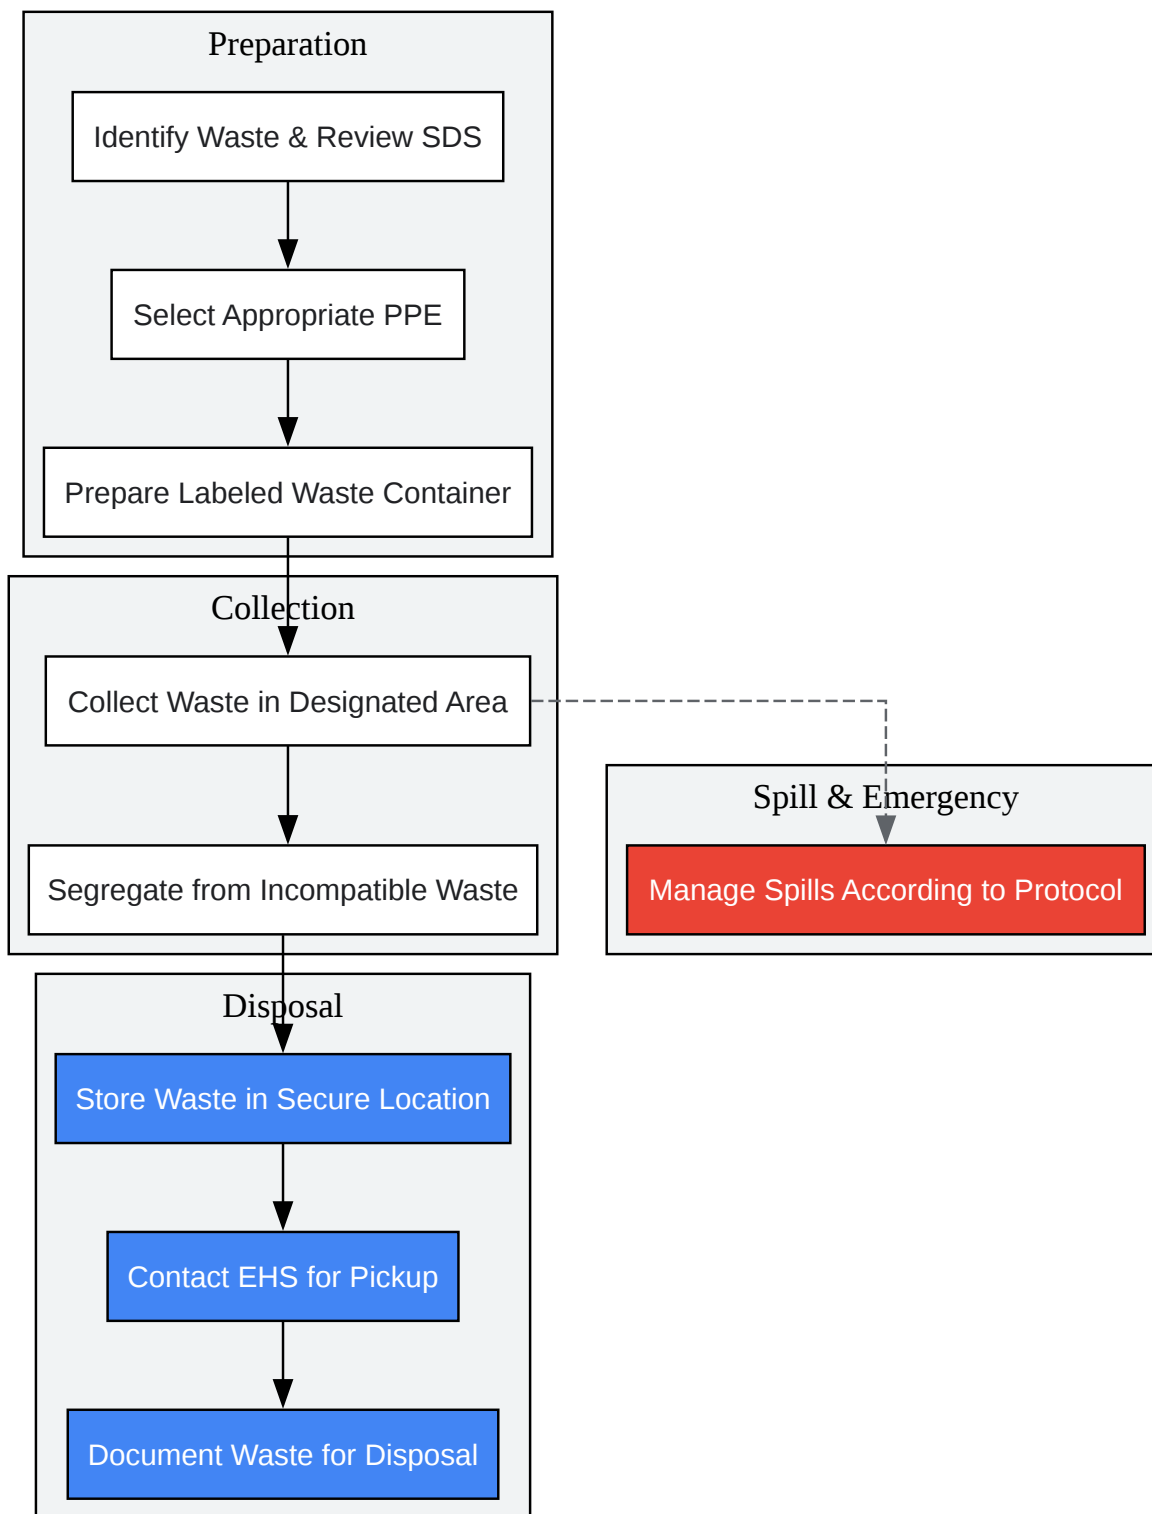 Preparation
Identify Waste & Review SDS
Select Appropriate PPE
Prepare Labeled Waste Container
Collection
Collect Waste in Designated Area
Segregate from Incompatible Waste
Spill & Emergency
Manage Spills According to Protocol
Disposal
Store Waste in Secure Location
Contact EHS for Pickup
Document Waste for Disposal